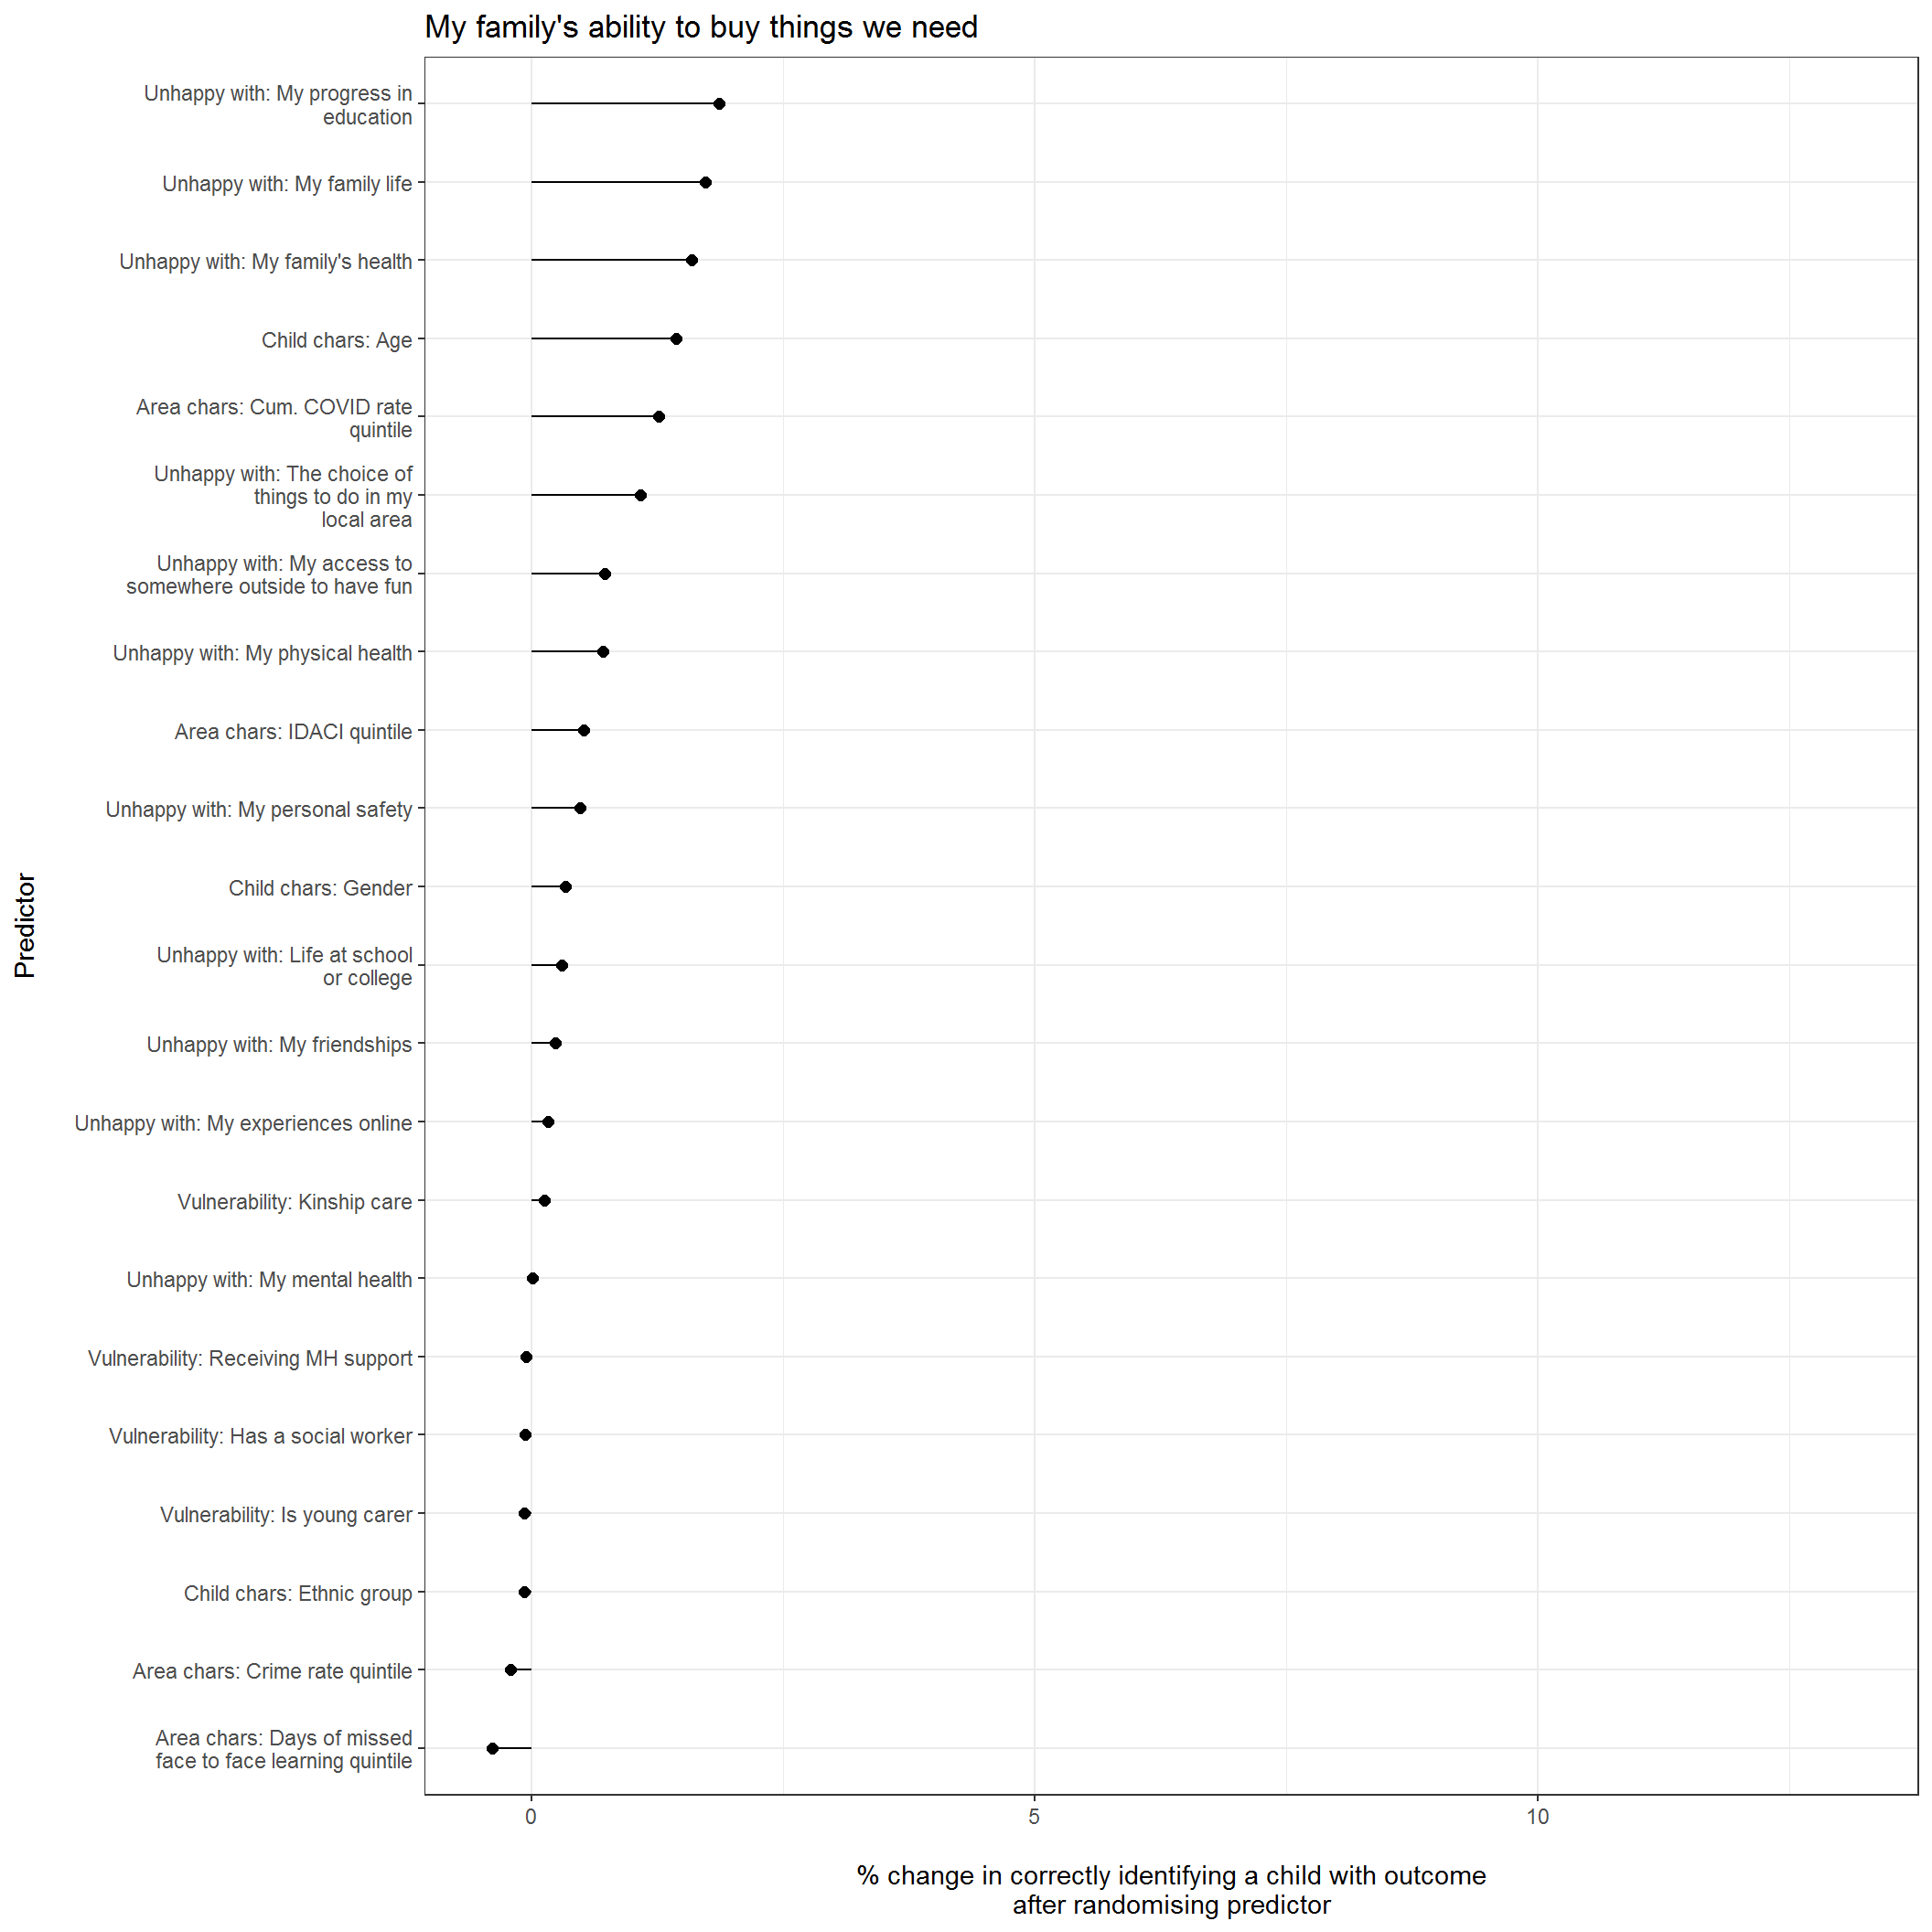 My family's ability to buy things we need
Unhappy with: My progress in
education
Unhappy with: My family life
Unhappy with: My family's health
Child chars: Age
Area chars: Cum. COVID rate
quintile
Unhappy with: The choice of
things to do in my
local area
Unhappy with: My access to
somewhere outside to have fun
Unhappy with: My physical health
Area chars: IDACI quintile
Unhappy with: My personal safety
Child chars: Gender
Unhappy with: Life at school
or college
Unhappy with: My friendships
Unhappy with: My experiences online
Vulnerability: Kinship care
Unhappy with: My mental health
Vulnerability: Receiving MH support
Vulnerability: Has a social worker
Vulnerability: Is young carer
Child chars: Ethnic group
Area chars: Crime rate quintile
Area chars: Days of missed
face to face learning quintile
Predictor
0 5 10
% change in correctly identifying a child with outcome
after randomising predictor